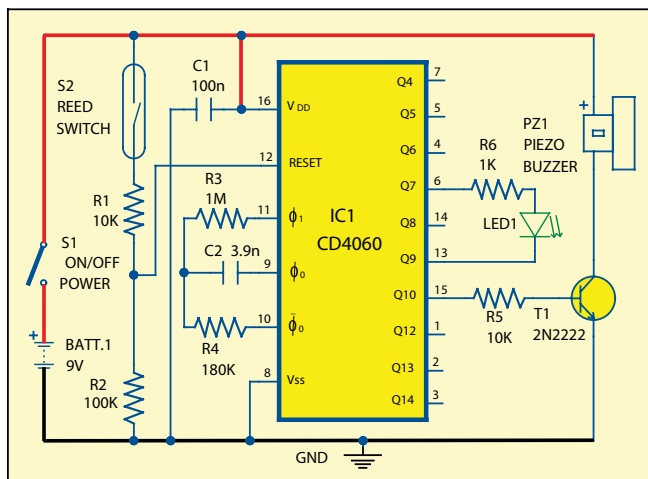 S2
REED
SWITCH
R1
10K
S1
ON/OFF
POWER
+
BATT.1
9V
R2
100K
C1
100n
R3
1M
C2 3.9n
R4
180K
GND
16
VDD
12
RESET
11
ϕ1
9
ϕ0
10
ϕ̅0
8
Vss
IC1
CD4060
Q4
7
Q5
5
Q6
4
Q7
6
Q8
14
Q9
13
Q10
15
Q12
1
Q13
2
Q14
3
R6
1K
LED1
R5
10K
T1
2N2222
+
PZ1
PIEZO
BUZZER